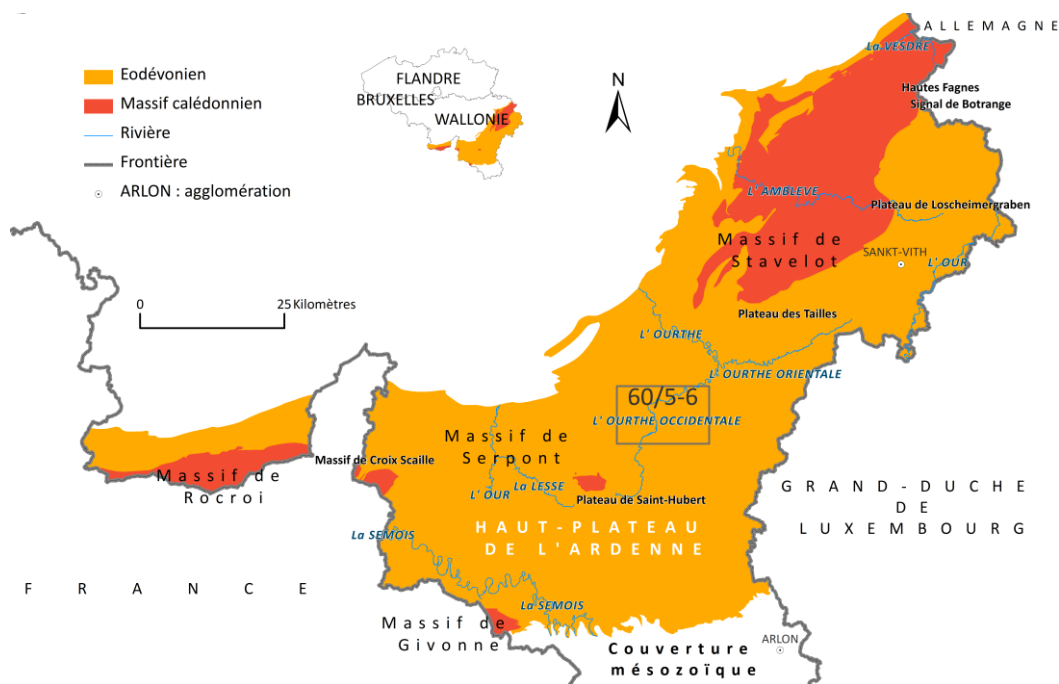 Eodévonien
Massif calédonnien
Rivière
Frontière
ARLON : agglomération
FLANDRE
BRUXELLES
WALLONIE
N
0
25 Kilomètres
ALLEMAGNE
La VESDRE
Hautes Fagnes
Signal de Botrange
L' AMBLEVE
Plateau de Loscheimergraben
Massif de
Stavelot
SANKT-VITH
L' OUR
Plateau des Tailles
L' OURTHE
L' OURTHE ORIENTALE
60/5-6
L' OURTHE OCCIDENTALE
Massif de
Serpont
Massif de Croix Scaille
Massif de
Rocroi
La LESSE
L' OUR
Plateau de Saint-Hubert
GRAND-DUCHE
DE
LUXEMBOURG
HAUT-PLATEAU
DE L'ARDENNE
La SEMOIS
FRANCE
La SEMOIS
Massif de
Givonne
Couverture
mésozoïque
ARLON